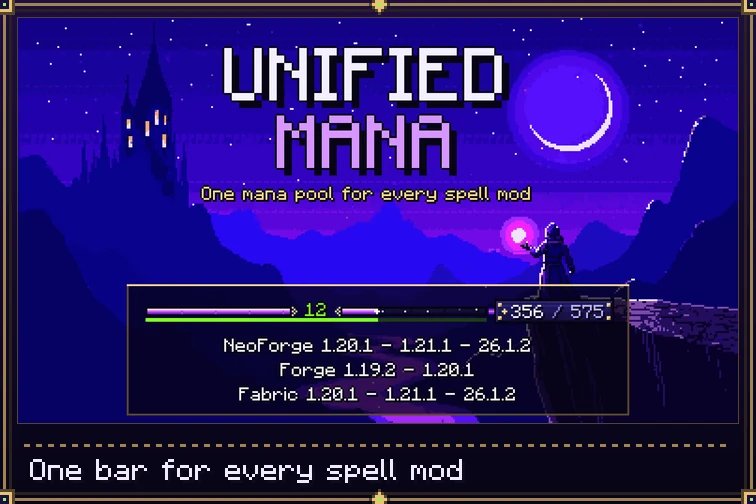 UNIFIED
MANA
One mana pool for every spell mod
12
+356 / 575
NeoForge 1.20.1 - 1.21.1 - 26.1.2
Forge 1.19.2 - 1.20.1
Fabric 1.20.1 - 1.21.1 - 26.1.2
One bar for every spell mod